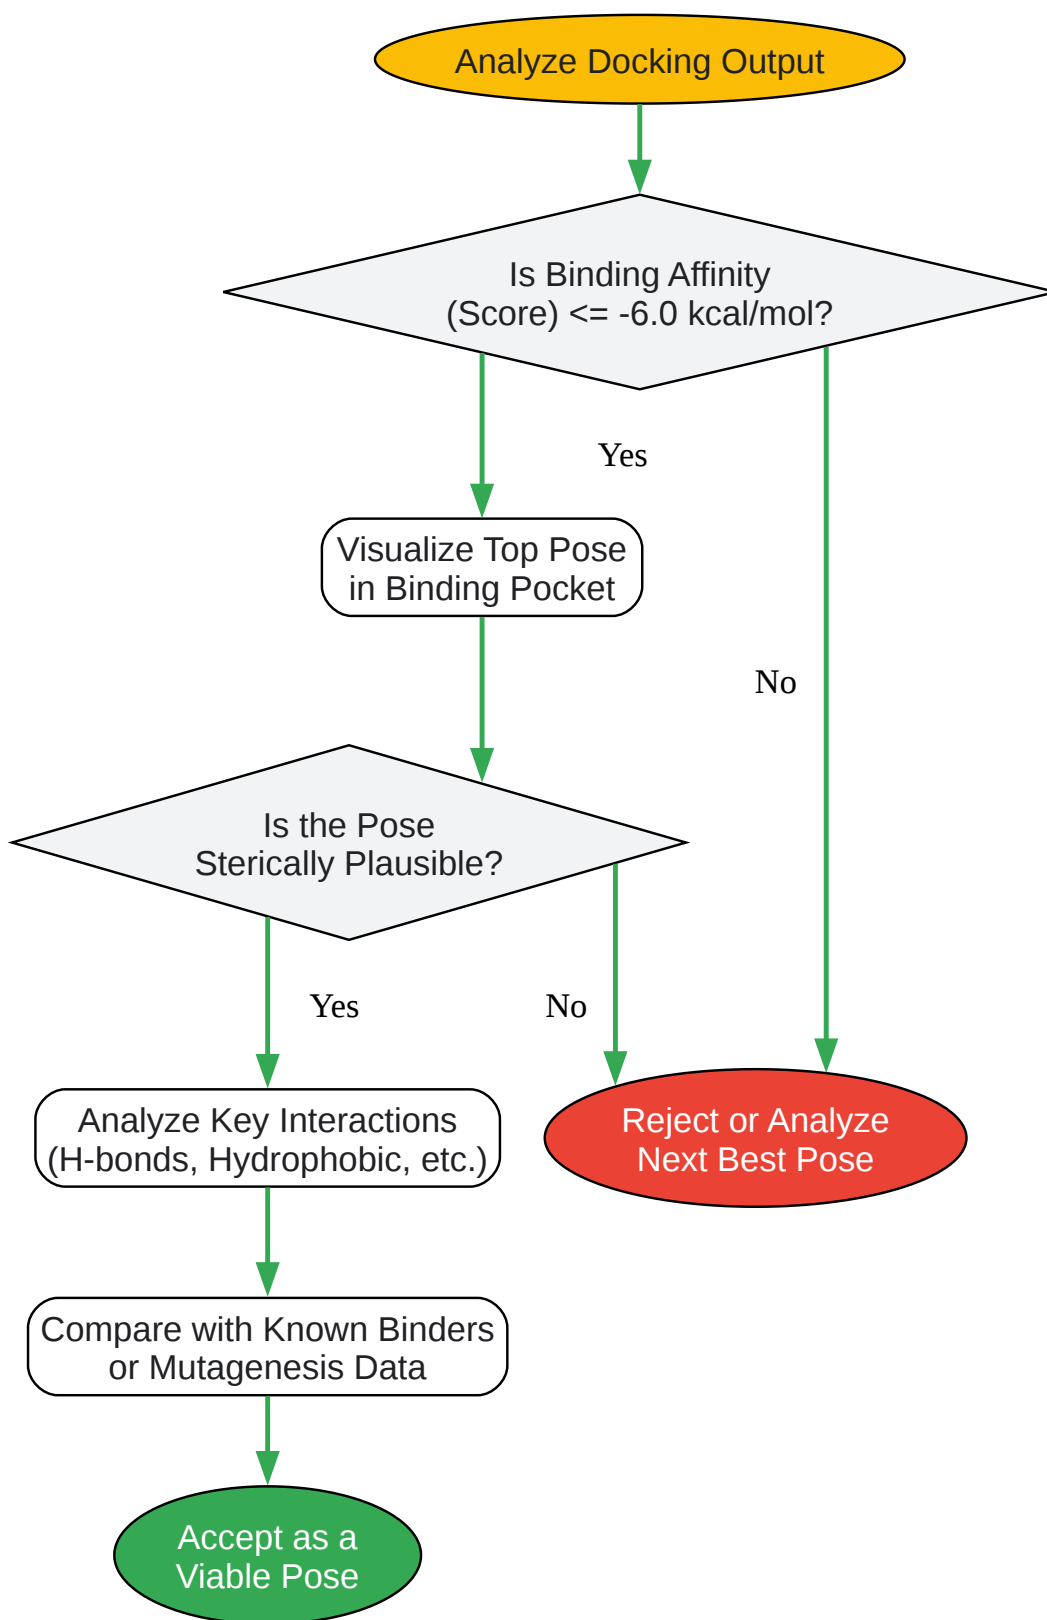 Analyze Docking Output
Is Binding Affinity
(Score) <= -6.0 kcal/mol?
Yes
Visualize Top Pose
in Binding Pocket
No
Is the Pose
Sterically Plausible?
Yes
No
Analyze Key Interactions
(H-bonds, Hydrophobic, etc.)
Reject or Analyze
Next Best Pose
Compare with Known Binders
or Mutagenesis Data
Accept as a
Viable Pose